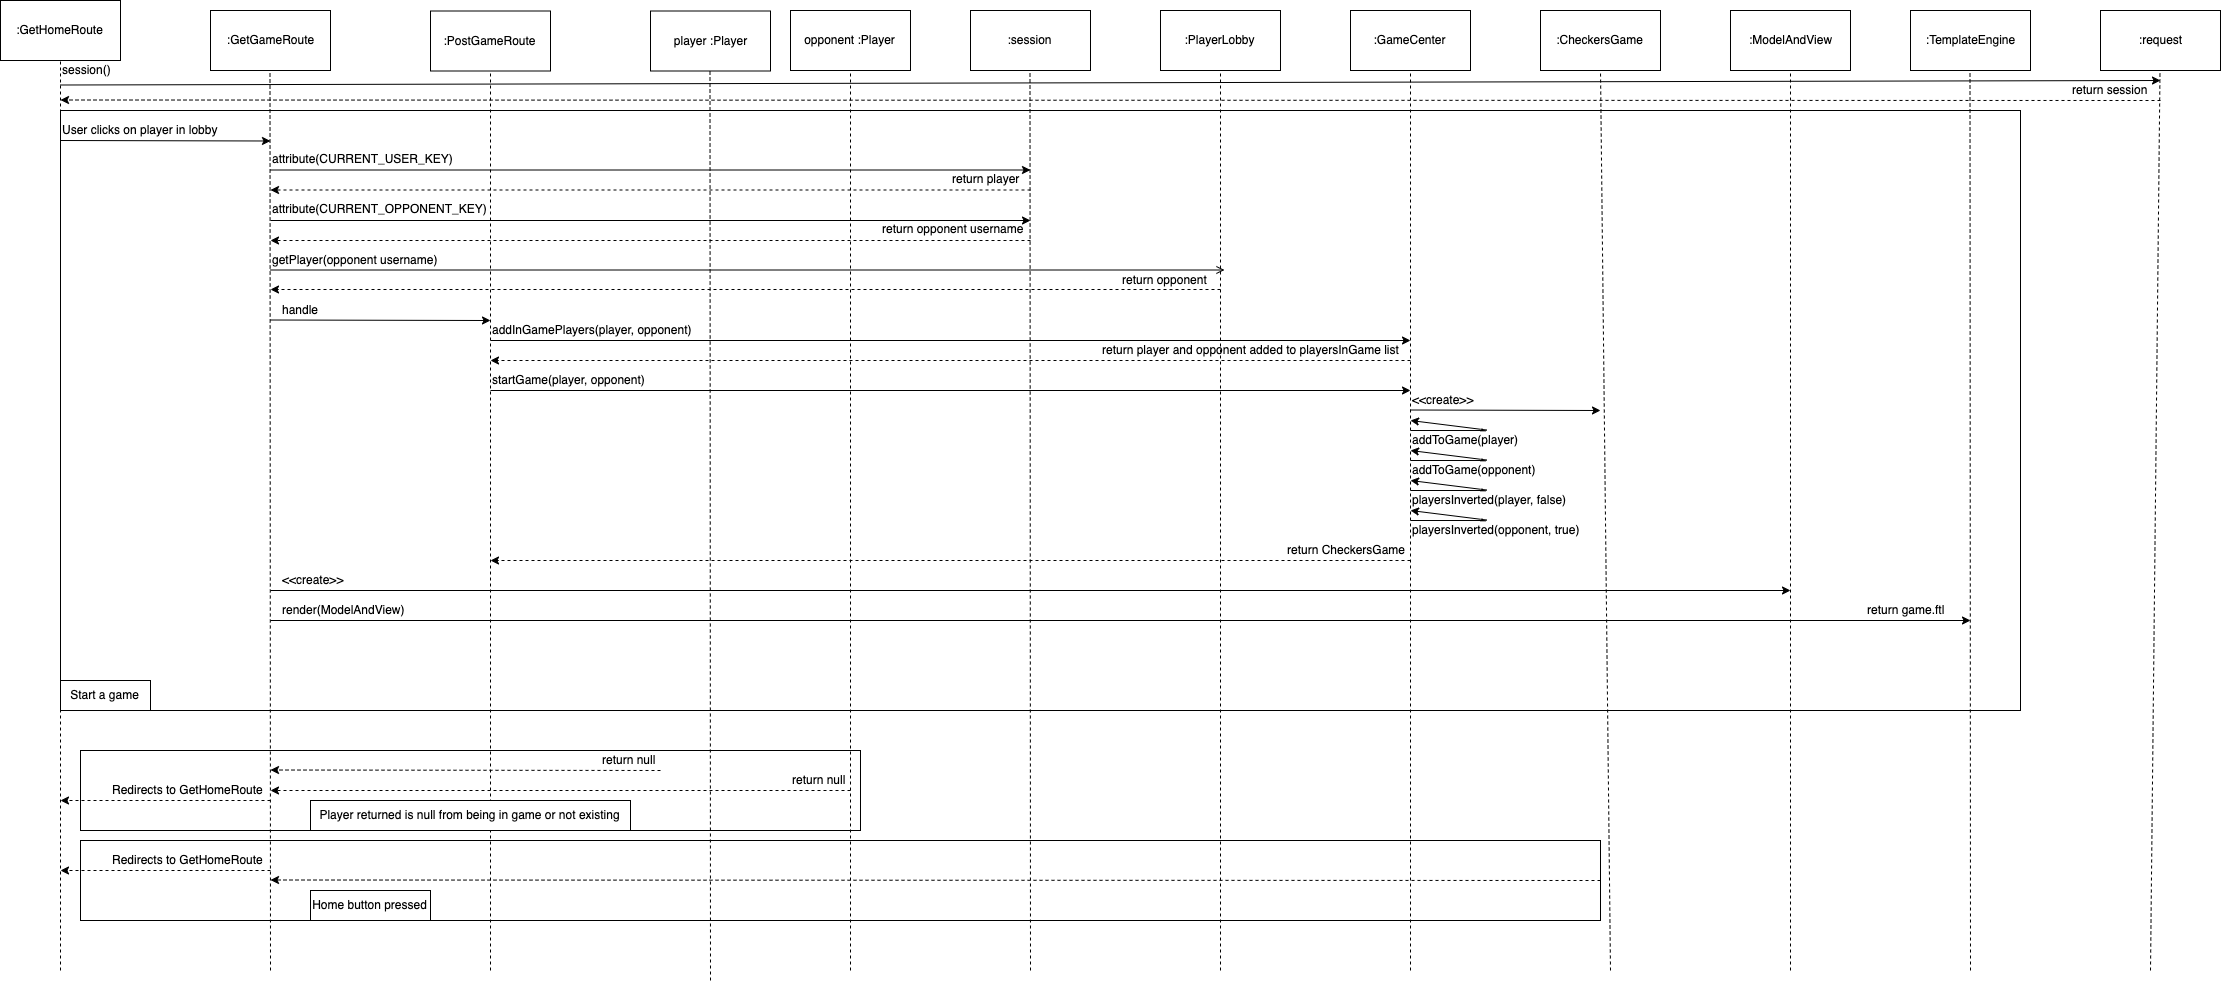 :GetHomeRoute
:GetGameRoute
:PostGameRoute
player :Player
opponent :Player
:session
:PlayerLobby
:GameCenter
:CheckersGame
:ModelAndView
:TemplateEngine
:request
session()
return session
User clicks on player in lobby
attribute(CURRENT_USER_KEY)
return player
attribute(CURRENT_OPPONENT_KEY)
return opponent username
getPlayer(opponent username)
return opponent
handle
addInGamePlayers(player, opponent)
return player and opponent added to playersInGame list
startGame(player, opponent)
<<create>>
addToGame(player)
addToGame(opponent)
playersInverted(player, false)
playersInverted(opponent, true)
return CheckersGame
<<create>>
render(ModelAndView)
return game.ftl
Start a game
return null
return null
Redirects to GetHomeRoute
Player returned is null from being in game or not existing
Redirects to GetHomeRoute
Home button pressed